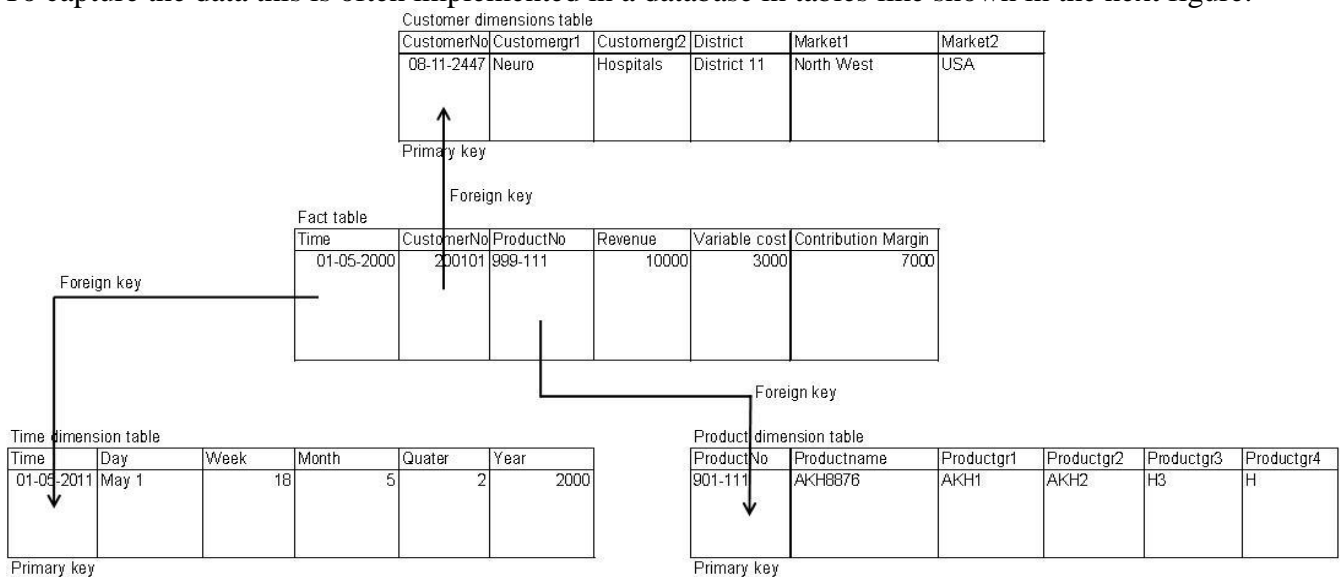 To capture the data this is often implemented in a database in tables like shown in the next figure.
Customer dimensions table
CustomerNo Customergr1 Customergr2 District Market1 Market2
08-11-2447 Neuro Hospitals District 11 North West USA
Primary key
Foreign key
Fact table
Time CustomerNo ProductNo Revenue Variable cost Contribution Margin
01-05-2000 200101 999-111 10000 3000 7000
Foreign key
Foreign key
Time dimension table
Time Day Week Month Quater Year
01-05-2011 May 1 18 5 2 2000
Primary key
Product dimension table
ProductNo Productname Productgr1 Productgr2 Productgr3 Productgr4
901-111 AKH8876 AKH1 AKH2 H3 H
Primary key